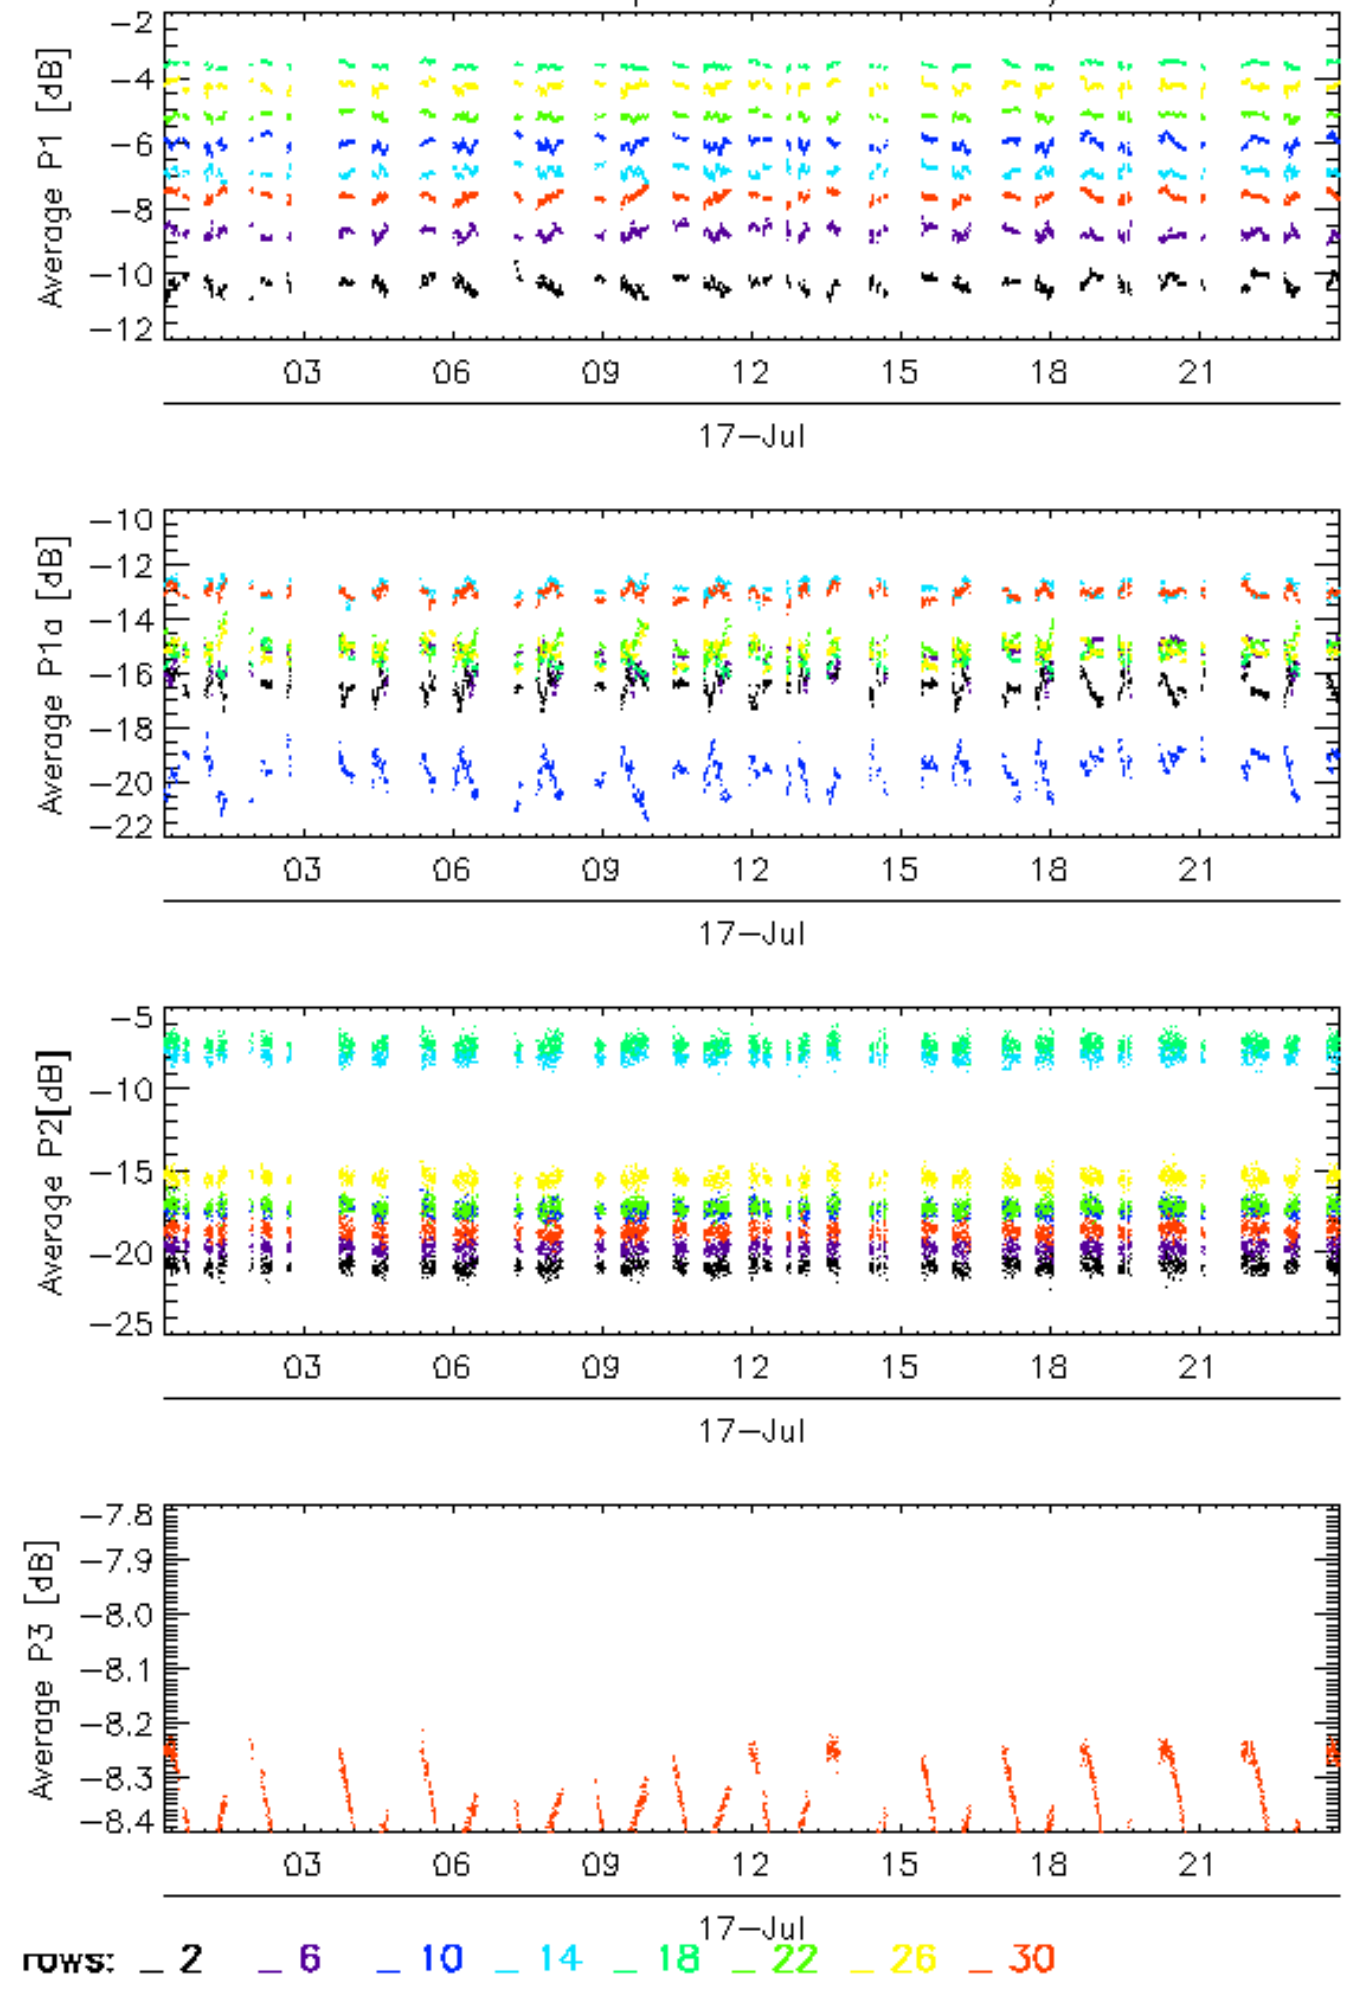 Average P1 [dB]
−2
−4
−6
−8
−10
−12
03 06 09 12 15 18 21
17−Jul
Average P1a [dB]
−10
−12
−14
−16
−18
−20
−22
03 06 09 12 15 18 21
17−Jul
Average P2[dB]
−5
−10
−15
−20
−25
03 06 09 12 15 18 21
17−Jul
Average P3 [dB]
−7.8
−7.9
−8.0
−8.1
−8.2
−8.3
−8.4
03 06 09 12 15 18 21
17−Jul
rows: _ 2 _ 6 _ 10 _ 14 _ 18 _ 22 _ 26 _ 30